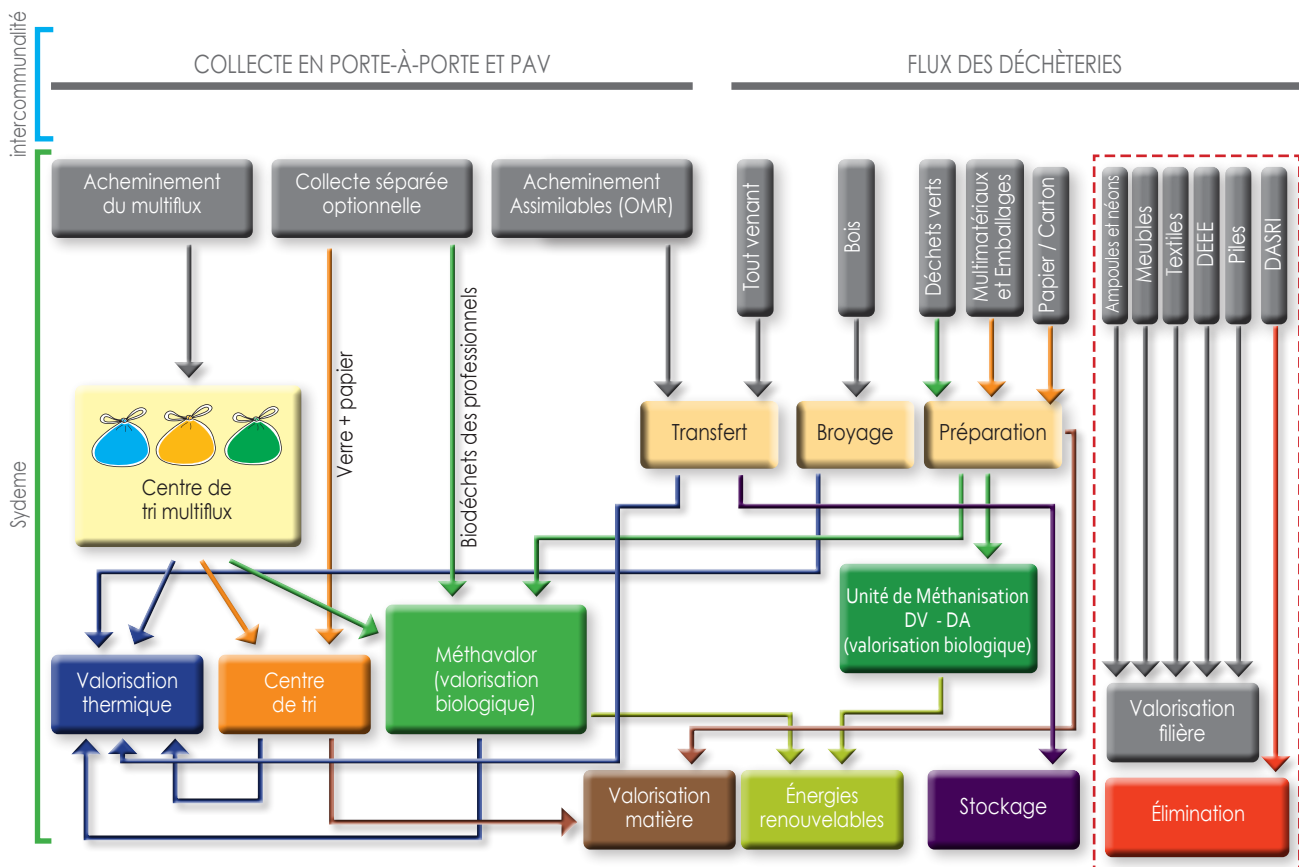 intercommunalité
COLLECTE EN PORTE-À-PORTE ET PAV
FLUX DES DÉCHÈTERIES
Sydeme
Acheminement
du multiflux
Collecte séparée
optionnelle
Acheminement
Assimilables (OMR)
Tout venant
Bois
Déchets verts
Multimatériaux
et Emballages
Papier / Carton
Ampoules et néons
Meubles
Textiles
DEEE
Piles
DASRI
Verre + papier
Biodéchets des professionnels
Centre de
tri multiflux
Transfert
Broyage
Préparation
Unité de Méthanisation
DV - DA
(valorisation biologique)
Valorisation
thermique
Centre
de tri
Méthavalor
(valorisation
biologique)
Valorisation
filière
Valorisation
matière
Énergies
renouvelables
Stockage
Élimination